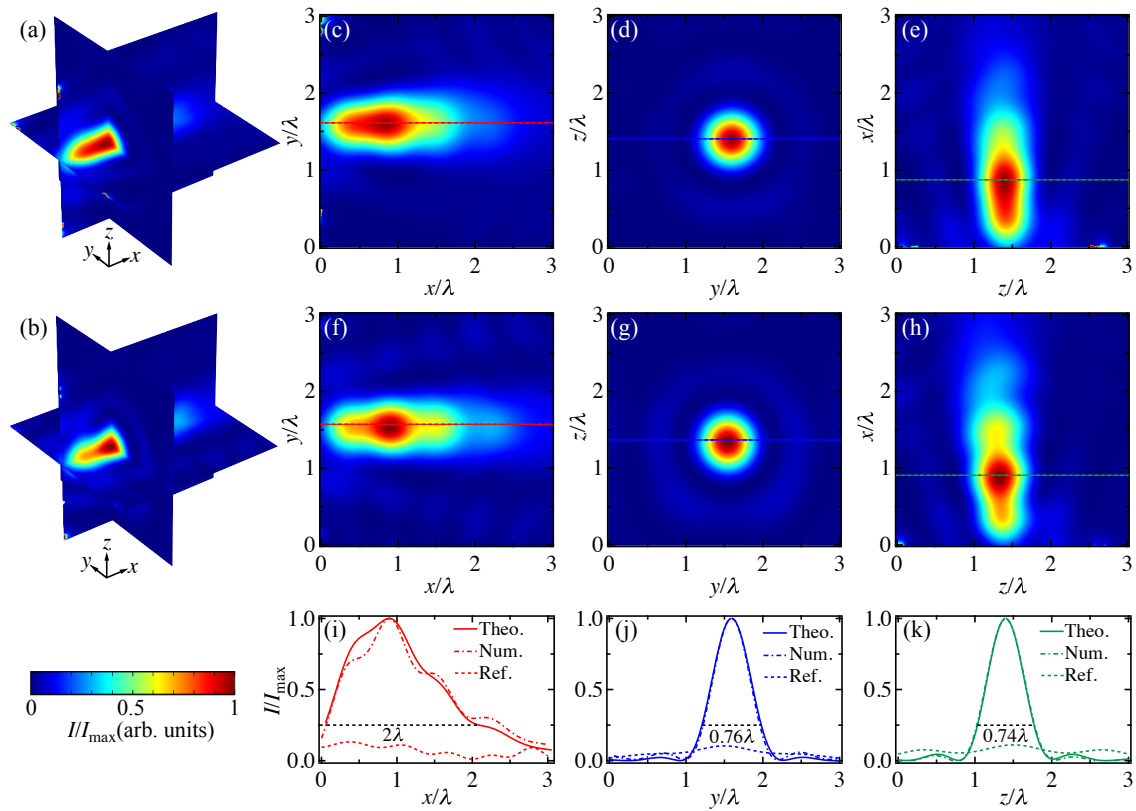 (a)
z
y
x
(c)
3
2
1
0
y/λ
0 1 2 3
x/λ
(d)
3
2
1
0
z/λ
0 1 2 3
y/λ
(e)
3
2
1
0
x/λ
0 1 2 3
z/λ
(b)
z
y
x
(f)
3
2
1
0
y/λ
0 1 2 3
x/λ
(g)
3
2
1
0
z/λ
0 1 2 3
y/λ
(h)
3
2
1
0
x/λ
0 1 2 3
z/λ
0 0.5 1
I/Imax(arb. units)
(i)
1.0
0.5
0.0
I/Imax
Theo.
Num.
Ref.
2λ
0 1 2 3
x/λ
(j)
1.0
0.5
0.0
Theo.
Num.
Ref.
0.76λ
0 1 2 3
y/λ
(k)
1.0
0.5
0.0
Theo.
Num.
Ref.
0.74λ
0 1 2 3
z/λ